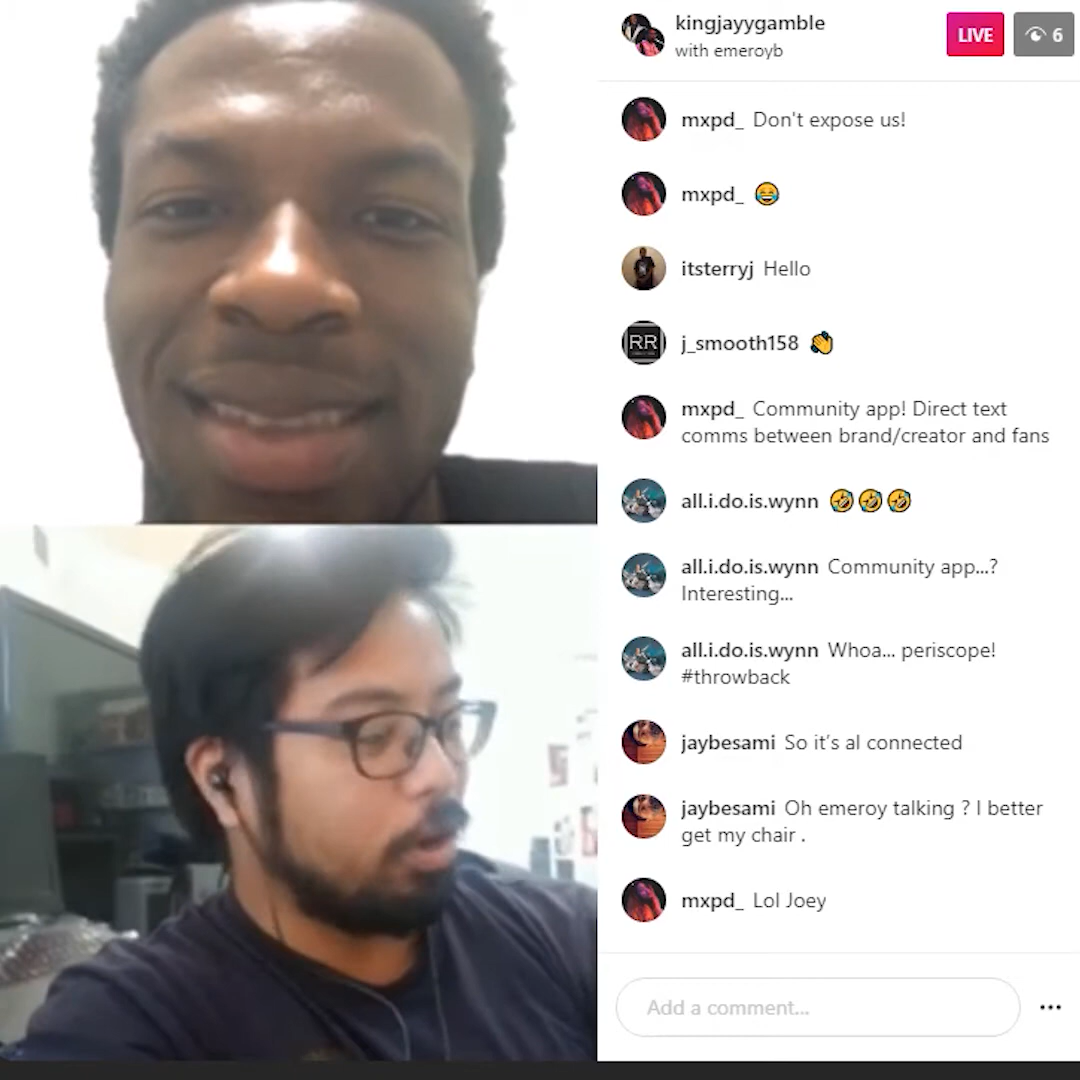 kingjayygamble
with emeroyb
LIVE
6
mxpd_ Don't expose us!
mxpd_ 😂
itsterryj Hello
RR
j_smooth158 👏
mxpd_ Community app! Direct text
comms between brand/creator and fans
all.i.do.is.wynn 🤣🤣🤣
all.i.do.is.wynn Community app...?
Interesting...
all.i.do.is.wynn Whoa... periscope!
#throwback
jaybesami So it’s al connected
jaybesami Oh emeroy talking ? I better
get my chair .
mxpd_ Lol Joey
Add a comment...